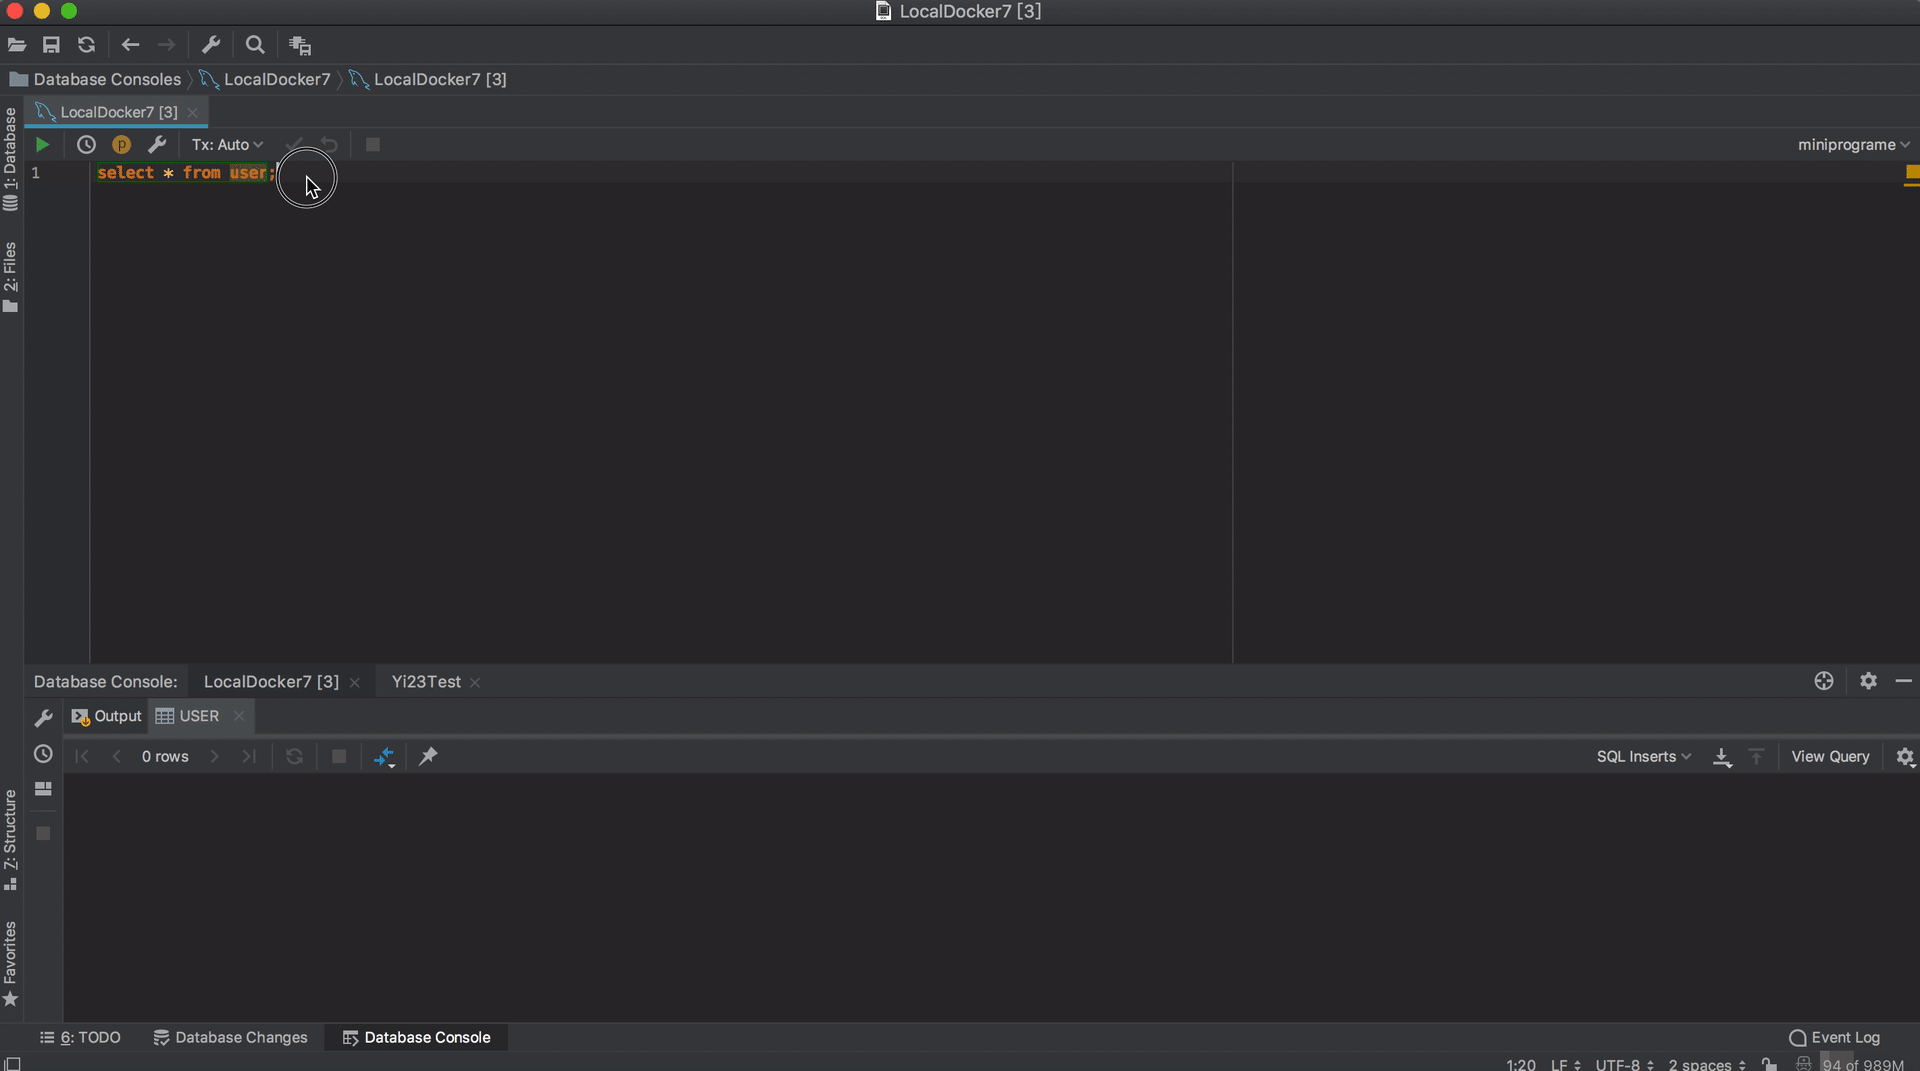 LocalDocker7 [3]
Database Consoles LocalDocker7 LocalDocker7 [3]
LocalDocker7 [3]
Tx: Auto
miniprograme
1: Database
2: Files
1 select * from user;
Database Console: LocalDocker7 [3] Yi23Test
Output USER
0 rows
SQL Inserts View Query
Z: Structure
Favorites
6: TODO Database Changes Database Console Event Log
1:20 LF UTF-8 2 spaces 94 of 989M